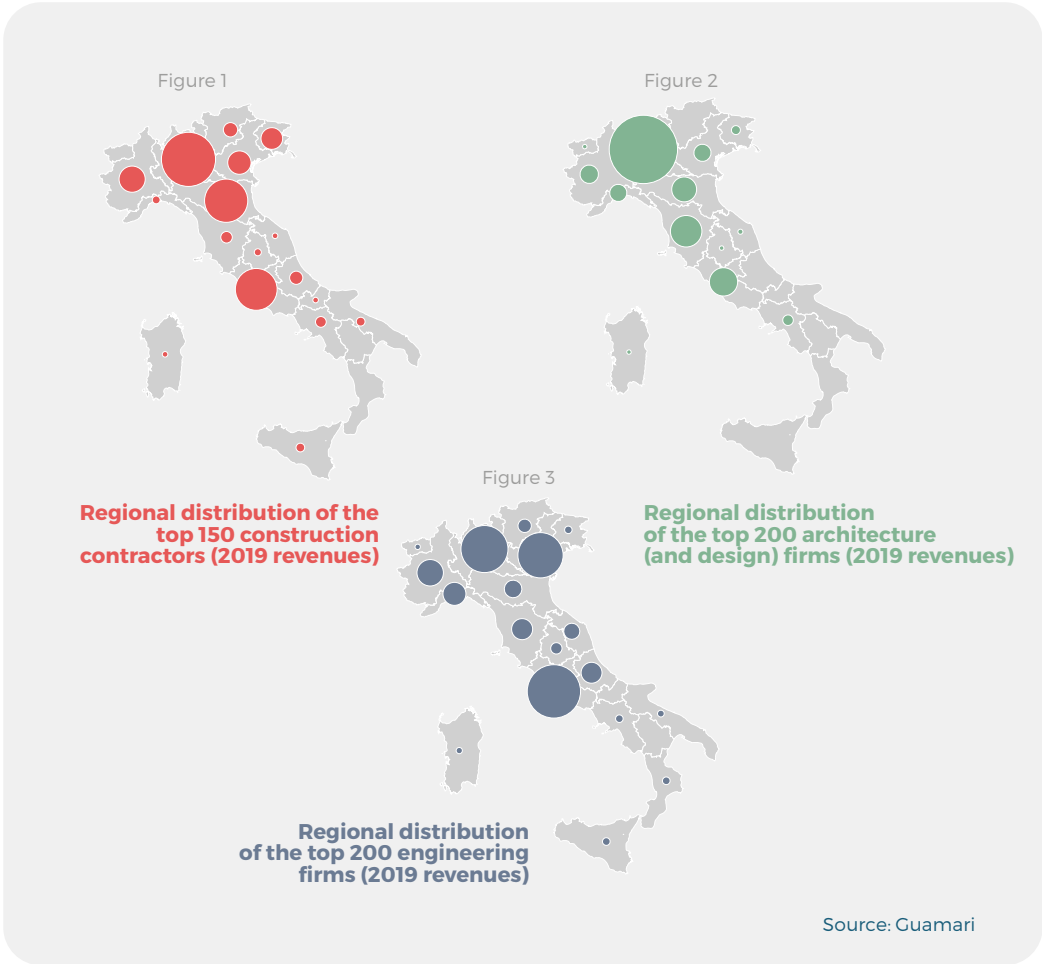 Figure 1
Figure 2
Figure 3
Regional distribution of the
top 150 construction
contractors (2019 revenues)
Regional distribution
of the top 200 architecture
(and design) firms (2019 revenues)
Regional distribution
of the top 200 engineering
firms (2019 revenues)
Source: Guamari